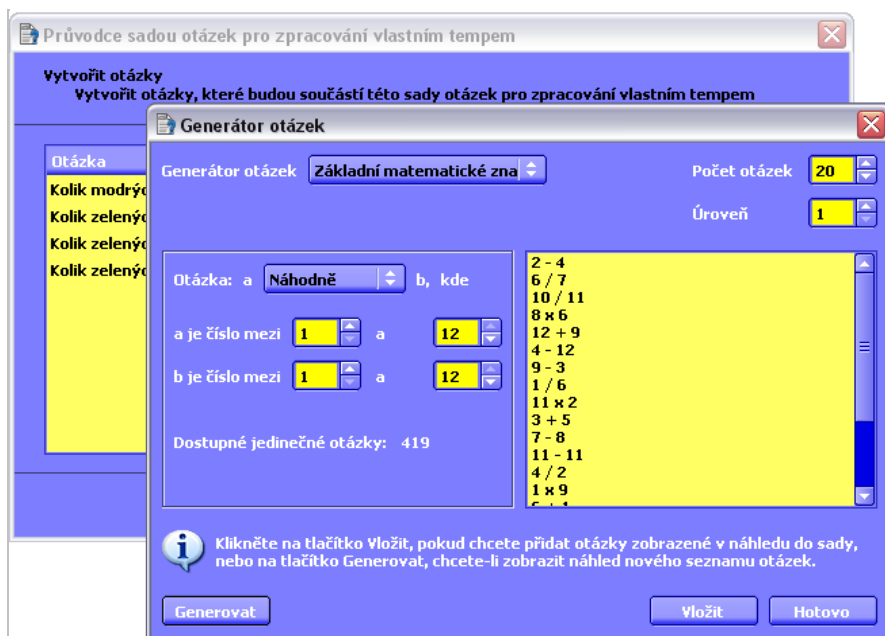 Průvodce sadou otázek pro zpracování vlastním tempem
Vytvořit otázky
Vytvořit otázky, které budou součástí této sady otázek pro zpracování vlastním tempem
Otázka
Kolik modrýc
Kolik zelenýc
Kolik zelenýc
Kolik zelenýc
Generátor otázek
Generátor otázek Základní matematické zna
Počet otázek 20
Úroveň 1
Otázka: a Náhodně b, kde
a je číslo mezi 1 a 12
b je číslo mezi 1 a 12
Dostupné jedinečné otázky: 419
2 - 4
6 / 7
10 / 11
8 x 6
12 + 9
4 - 12
9 - 3
1 / 6
11 x 2
3 + 5
7 - 8
11 - 11
4 / 2
1 x 9
Klikněte na tlačítko Vložit, pokud chcete přidat otázky zobrazené v náhledu do sady,
nebo na tlačítko Generovat, chcete-li zobrazit náhled nového seznamu otázek.
Generovat Vložit Hotovo